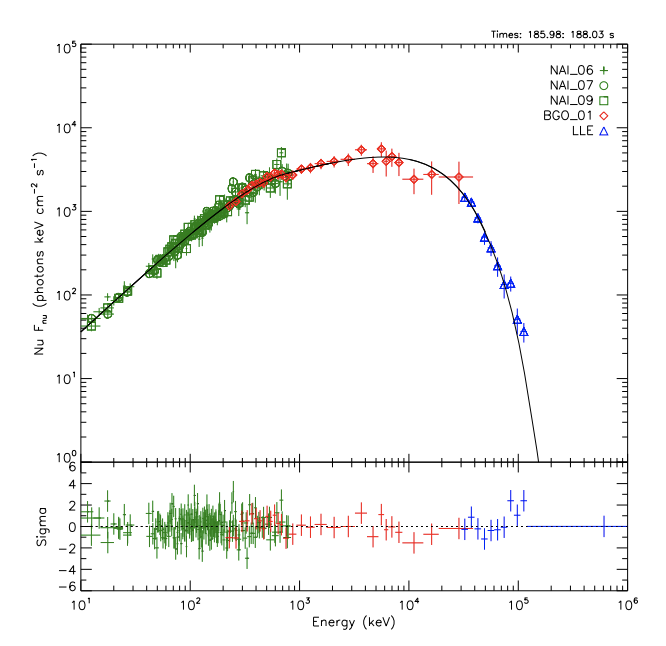 Times: 185.98: 188.03 s
NAI_06
NAI_07
NAI_09
BGO_01
LLE
Nu Fnu (photons keV cm-2 s-1)
10^5
10^4
10^3
10^2
10^1
10^0
Sigma
6
4
2
0
-2
-4
-6
10^1 10^2 10^3 10^4 10^5 10^6
Energy (keV)